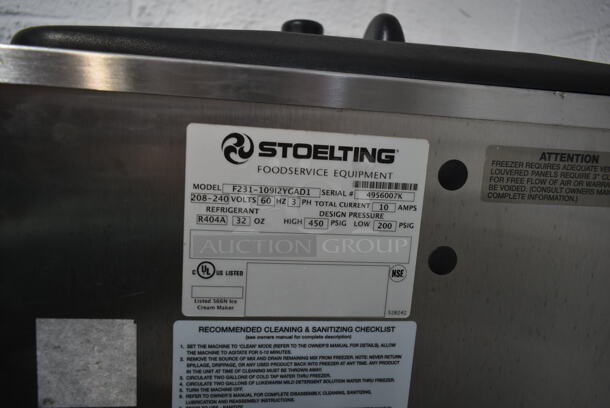 STOELTING®
FOODSERVICE EQUIPMENT
MODEL F231-109I2YGAD1 SERIAL # 4956007K
208-240 VOLTS 60 HZ 3 PH TOTAL CURRENT 10 AMPS
REFRIGERANT DESIGN PRESSURE
R404A 32 OZ HIGH 450 PSIG LOW 200 PSIG
AUCTION GROUP
C UL US LISTED
NSF
Listed 566N Ice
Cream Maker
528242
ATTENTION
FREEZER REQUIRES ADEQUATE
LOUVERED PANELS REQUIRE 3"
FOR FREE FLOW OF AIR OR
BE VOIDED. (CONSULT OWNERS
COMPLETE INFORMATION.)
RECOMMENDED CLEANING & SANITIZING CHECKLIST
(see owners manual for complete description)
1. SET THE MACHINE TO 'CLEAN' MODE (REFER TO THE OWNER'S MANUAL FOR DETAILS). ALLOW
THE MACHINE TO AGITATE FOR 5-10 MINUTES.
2. REMOVE THE SOURCE OF MIX AND DRAIN REMAINING MIX FROM FREEZER. NOTE: NEVER RETURN
SPILLAGE, DRIPPAGE, OR ANY USED PRODUCT BACK INTO FREEZER AT ANY TIME. NO PRODUCT
IN THE UNIT AT TIME OF CLEANING MUST BE THROWN AWAY.
3. CIRCULATE TWO GALLONS OF COLD TAP WATER THRU FREEZER.
4. CIRCULATE TWO GALLONS OF LUKEWARM MILD DETERGENT SOLUTION WATER THRU FREEZER.
5. TURN THE MACHINE OFF.
6. REFER TO OWNER'S MANUAL FOR COMPLETE DISASSEMBLY, CLEANING, SANITIZING,
LUBRICATION AND REASSEMBLY INSTRUCTIONS.